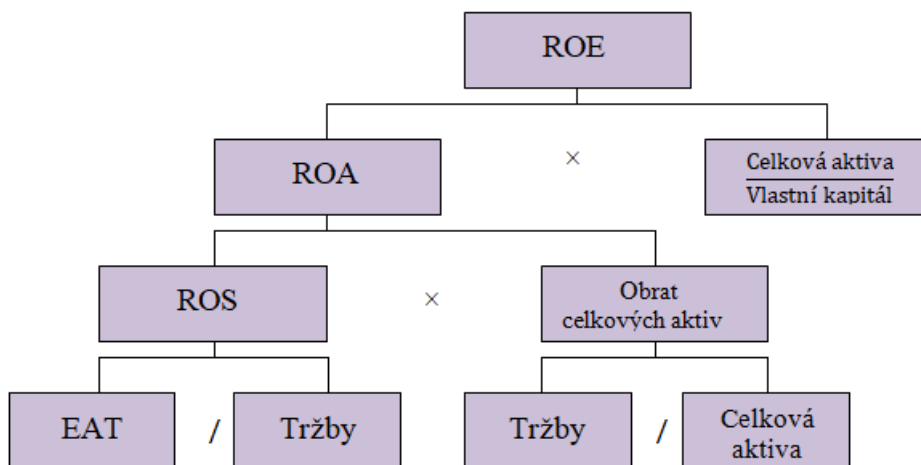 ROE
ROA
×
Celková aktiva
Vlastní kapitál
ROS
×
Obrat
celkových aktiv
EAT
/
Tržby
Tržby
/
Celková
aktiva